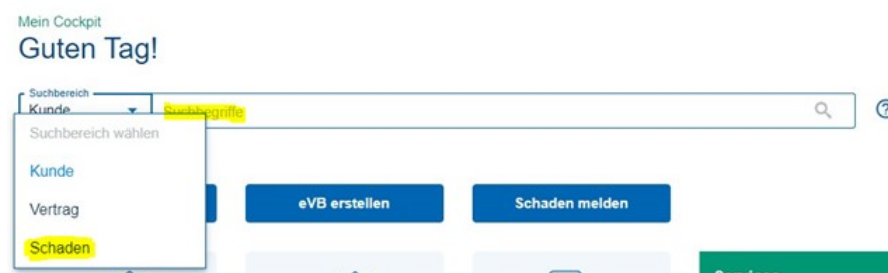 Mein Cockpit
Guten Tag!
Suchbereich
Kunde
Suchbegriffe
Suchbereich wählen
Kunde
Vertrag
Schaden
eVB erstellen
Schaden melden